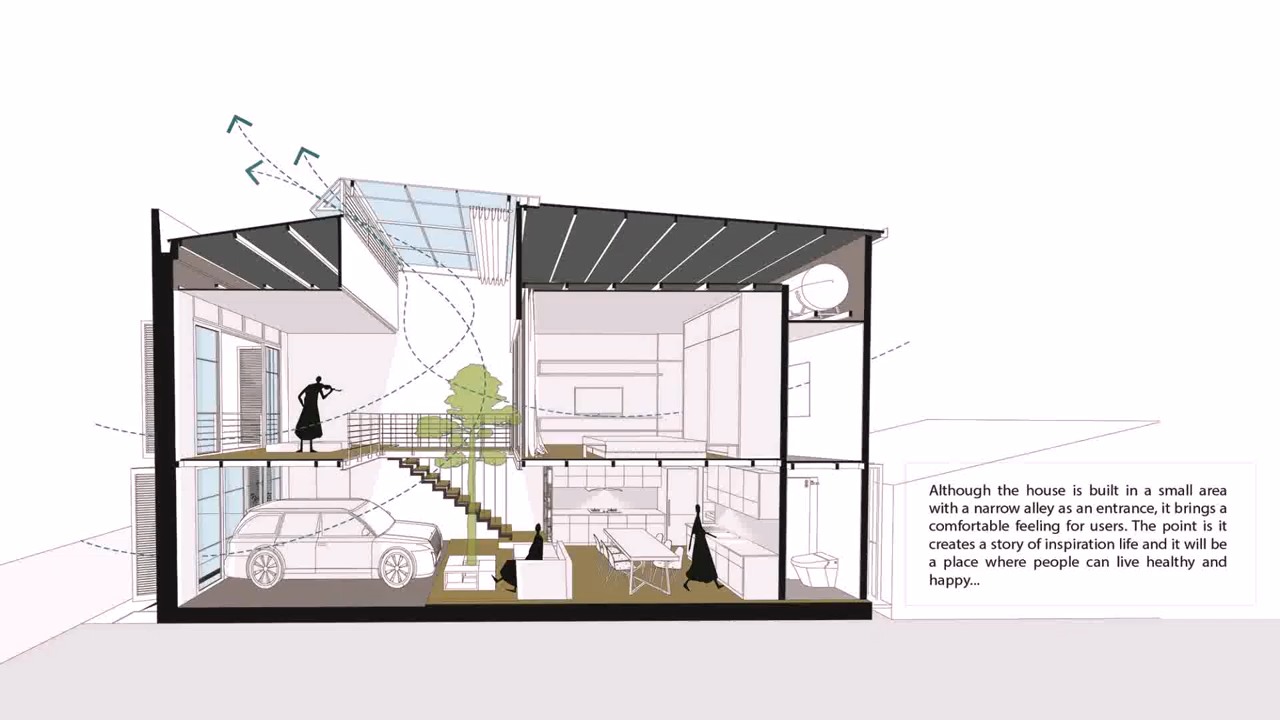 Although the house is built in a small area
with a narrow alley as an entrance, it brings a
comfortable feeling for users. The point is it
creates a story of inspiration life and it will be
a place where people can live healthy and
happy...